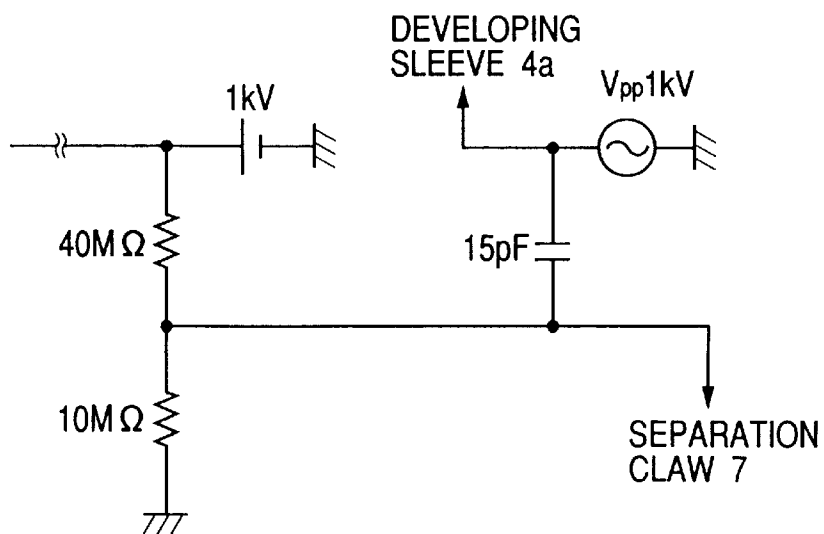 DEVELOPING
SLEEVE 4a
Vpp1kV
1kV
40MΩ
15pF
10MΩ
SEPARATION
CLAW 7